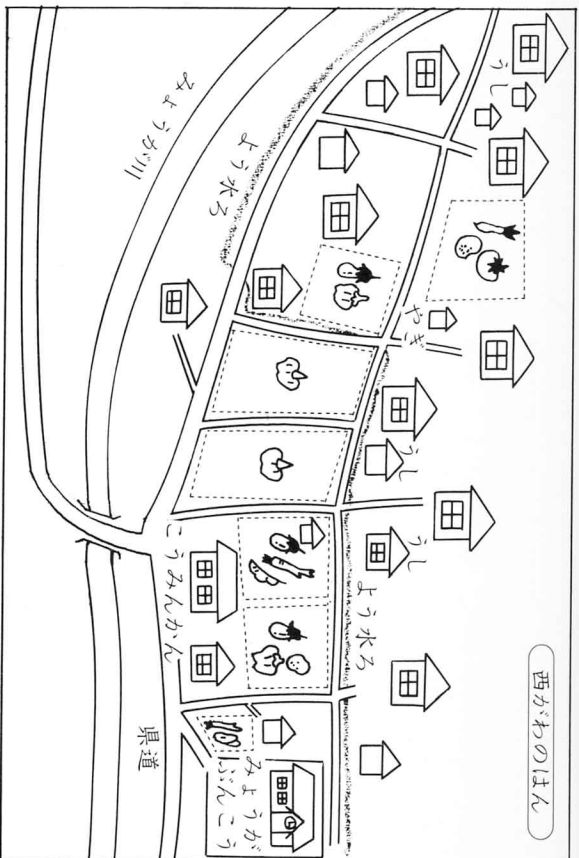 西がわのはん
うし
みょうが川
よう水ろ
やぎ
うし
うし
よう水ろ
こうみんかん
県道
みょうが
ぶんこう